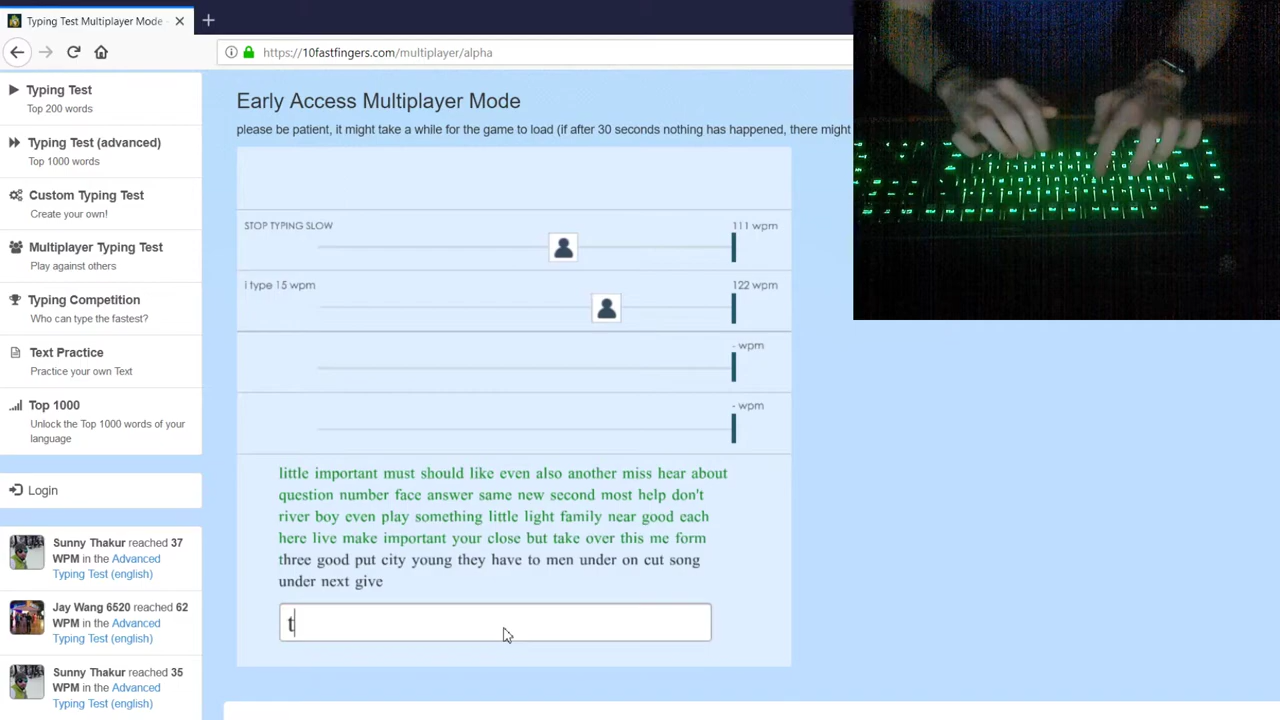 Typing Test Multiplayer Mode -
https://10fastfingers.com/multiplayer/alpha
Typing Test
Top 200 words
Typing Test (advanced)
Top 1000 words
Custom Typing Test
Create your own!
Multiplayer Typing Test
Play against others
Typing Competition
Who can type the fastest?
Text Practice
Practice your own Text
Top 1000
Unlock the Top 1000 words of your
language
Login
Sunny Thakur reached 37
WPM in the Advanced
Typing Test (english)
Jay Wang 6520 reached 62
WPM in the Advanced
Typing Test (english)
Sunny Thakur reached 35
WPM in the Advanced
Typing Test (english)
Early Access Multiplayer Mode
please be patient, it might take a while for the game to load (if after 30 seconds nothing has happened, there might
STOP TYPING SLOW
111 wpm
i type 15 wpm
122 wpm
- wpm
- wpm
little important must should like even also another miss hear about
question number face answer same new second most help don't
river boy even play something little light family near good each
here live make important your close but take over this me form
three good put city young they have to men under on cut song
under next give
t